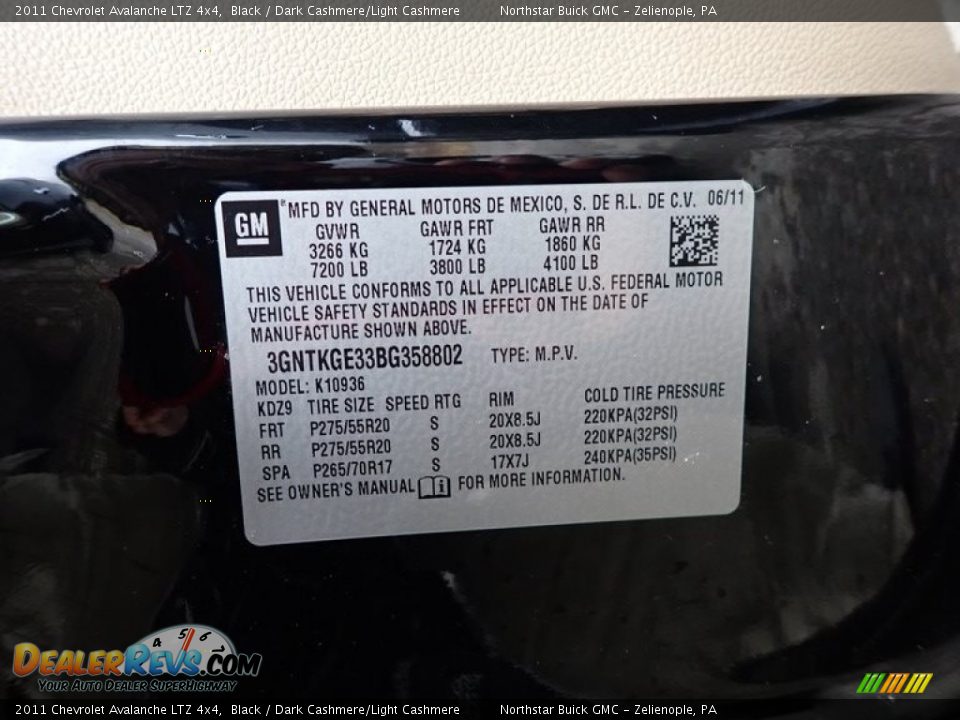 2011 Chevrolet Avalanche LTZ 4x4, Black / Dark Cashmere/Light Cashmere Northstar Buick GMC - Zelienople, PA
GM ® MFD BY GENERAL MOTORS DE MEXICO, S. DE R.L. DE C.V. 06/11
GVWR GAWR FRT GAWR RR
3266 KG 1724 KG 1860 KG
7200 LB 3800 LB 4100 LB
THIS VEHICLE CONFORMS TO ALL APPLICABLE U.S. FEDERAL MOTOR
VEHICLE SAFETY STANDARDS IN EFFECT ON THE DATE OF
MANUFACTURE SHOWN ABOVE.
3GNTKGE33BG358802 TYPE: M.P.V.
MODEL: K10936
KDZ9 TIRE SIZE SPEED RTG RIM COLD TIRE PRESSURE
FRT P275/55R20 S 20X8.5J 220KPA(32PSI)
RR P275/55R20 S 20X8.5J 220KPA(32PSI)
SPA P265/70R17 S 17X7J 240KPA(35PSI)
SEE OWNER'S MANUAL i FOR MORE INFORMATION.
4 5 6
DEALERREVS.COM
YOUR AUTO DEALER SUPERHIGHWAY
2011 Chevrolet Avalanche LTZ 4x4, Black / Dark Cashmere/Light Cashmere Northstar Buick GMC - Zelienople, PA